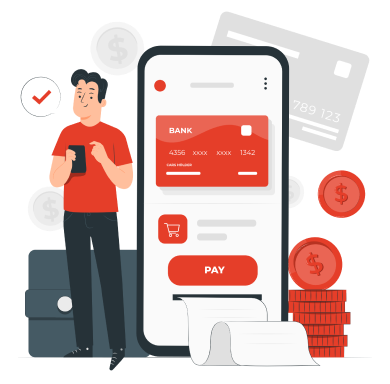 789 123
BANK
4356 xxxx xxxx 1342
CARD HOLDER
PAY